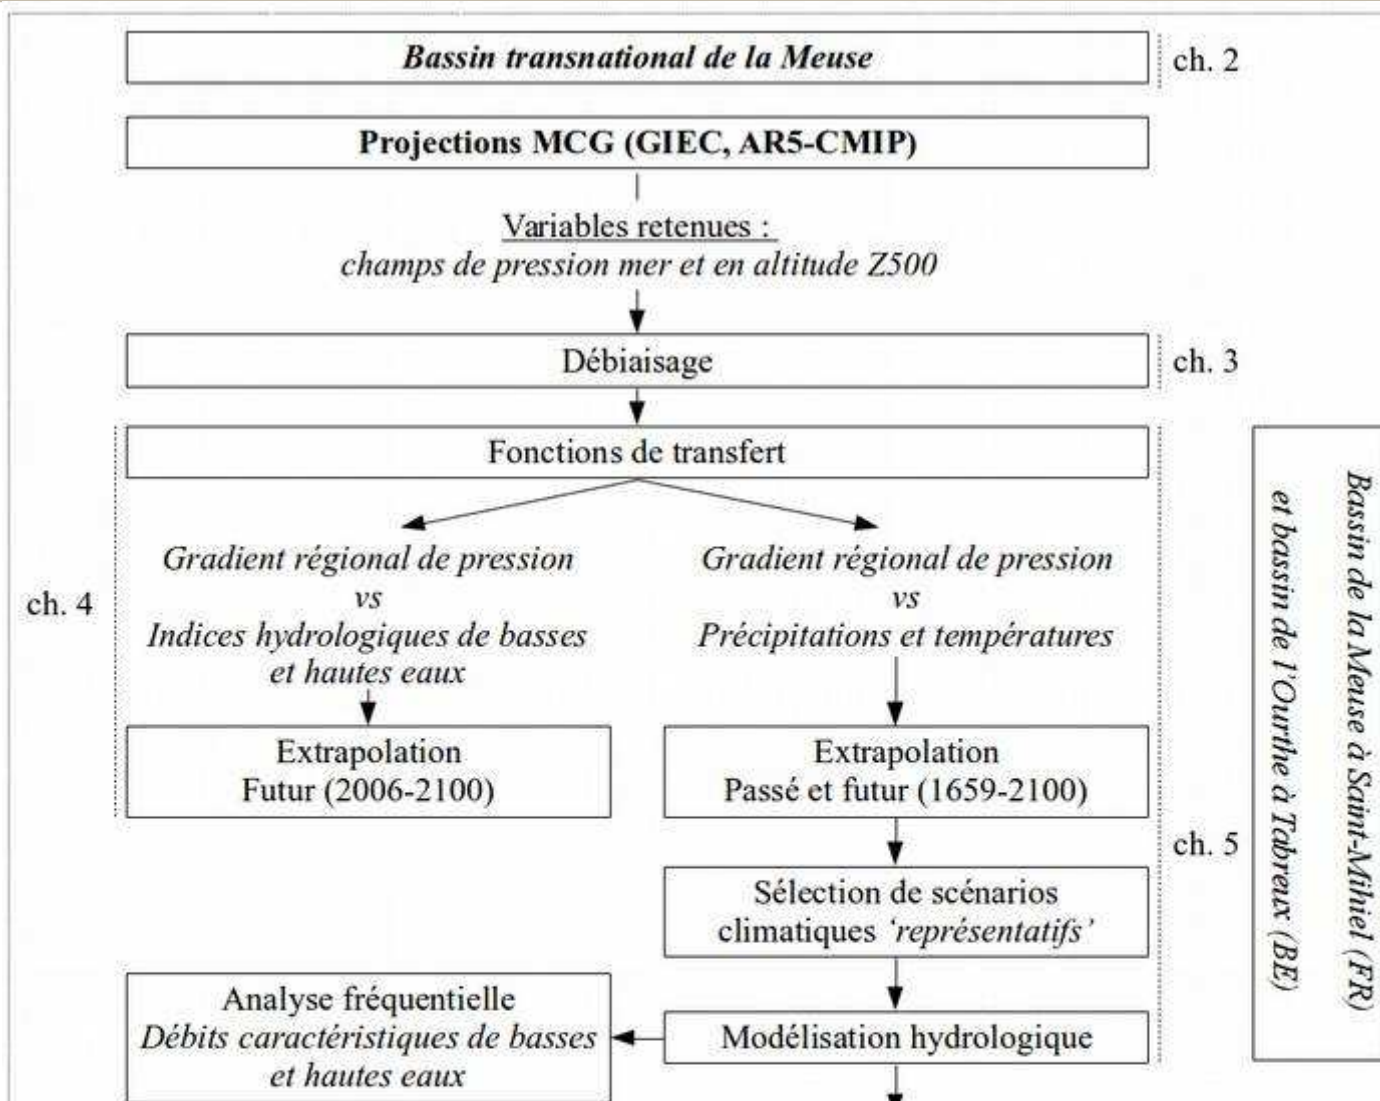 Bassin transnational de la Meuse
ch. 2
Projections MCG (GIEC, AR5-CMIP)
Variables retenues :
champs de pression mer et en altitude Z500
Débiaisage
ch. 3
Fonctions de transfert
Gradient régional de pression
vs
Indices hydrologiques de basses
et hautes eaux
ch. 4
Gradient régional de pression
vs
Précipitations et températures
Extrapolation
Futur (2006-2100)
Extrapolation
Passé et futur (1659-2100)
ch. 5
Sélection de scénarios
climatiques ‘représentatifs’
Analyse fréquentielle
Débits caractéristiques de basses
et hautes eaux
Modélisation hydrologique
Bassin de la Meuse à Saint-Mihiel (FR)
et bassin de l’Ourthe à Tabreux (BE)